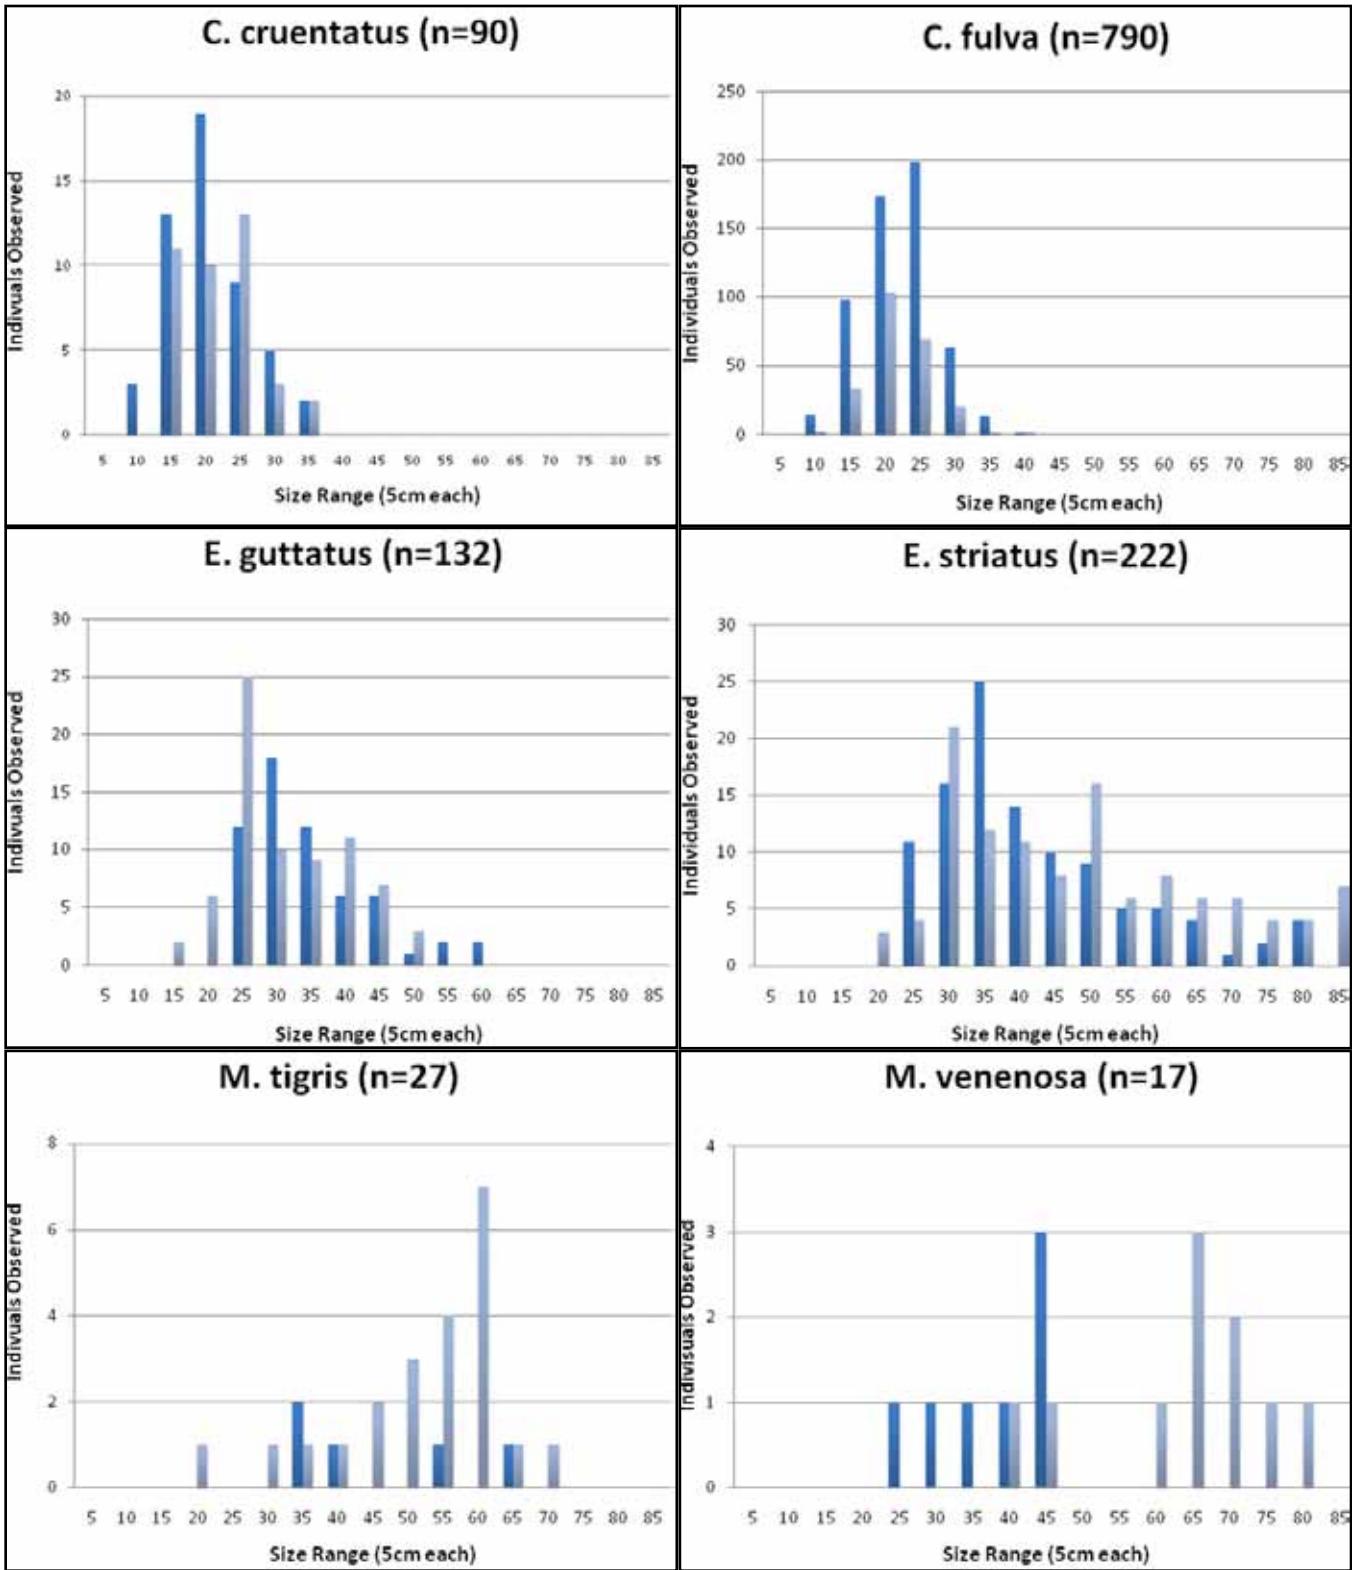 C. cruentatus (n=90)
20
15
10
5
0
Indivuals Observed
5 10 15 20 25 30 35 40 45 50 55 60 65 70 75 80 85
Size Range (5cm each)
C. fulva (n=790)
250
200
150
100
50
0
Individuals Observed
5 10 15 20 25 30 35 40 45 50 55 60 65 70 75 80 85
Size Range (5cm each)
E. guttatus (n=132)
30
25
20
15
10
5
0
Indivuals Observed
5 10 15 20 25 30 35 40 45 50 55 60 65 70 75 80 85
Size Range (5cm each)
E. striatus (n=222)
30
25
20
15
10
5
0
Individuals Observed
5 10 15 20 25 30 35 40 45 50 55 60 65 70 75 80 85
Size Range (5cm each)
M. tigris (n=27)
8
6
4
2
0
Indivuals Observed
5 10 15 20 25 30 35 40 45 50 55 60 65 70 75 80 85
Size Range (5cm each)
M. venenosa (n=17)
4
3
2
1
0
Indivisuals Observed
5 10 15 20 25 30 35 40 45 50 55 60 65 70 75 80 85
Size Range (5cm each)